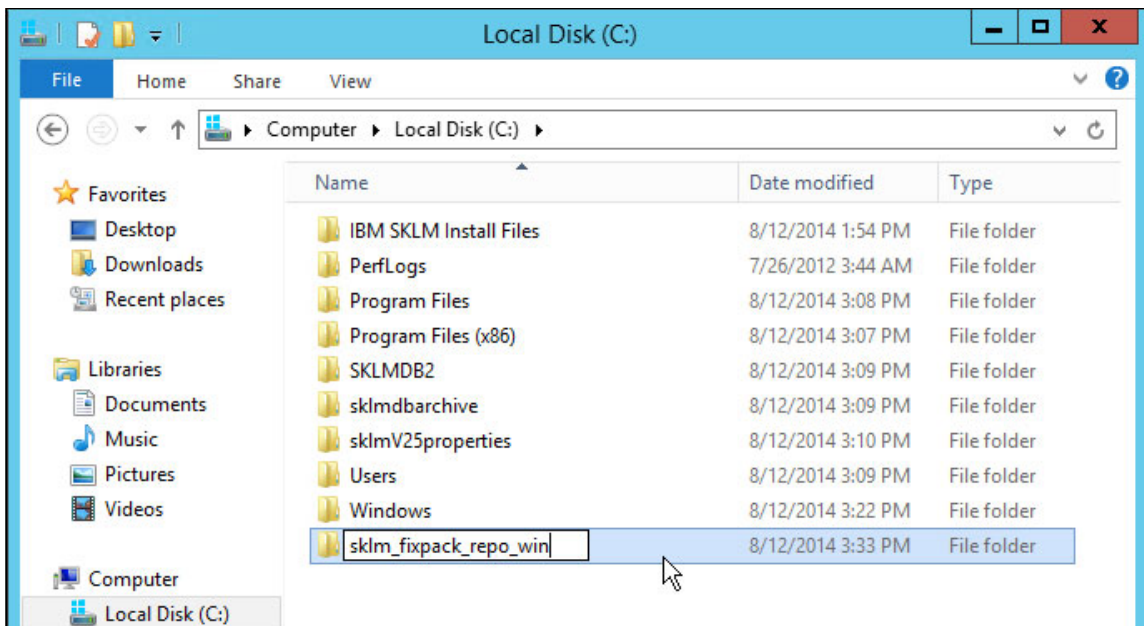 Local Disk (C:)
File Home Share View
Computer Local Disk (C:)
Name Date modified Type
Favorites
Desktop
Downloads
Recent places
Libraries
Documents
Music
Pictures
Videos
Computer
Local Disk (C:)
IBM SKLM Install Files 8/12/2014 1:54 PM File folder
PerfLogs 7/26/2012 3:44 AM File folder
Program Files 8/12/2014 3:08 PM File folder
Program Files (x86) 8/12/2014 3:07 PM File folder
SKLMDB2 8/12/2014 3:09 PM File folder
sklmdbarchive 8/12/2014 3:09 PM File folder
sklmV25properties 8/12/2014 3:10 PM File folder
Users 8/12/2014 3:09 PM File folder
Windows 8/12/2014 3:22 PM File folder
sklm_fixpack_repo_win 8/12/2014 3:33 PM File folder